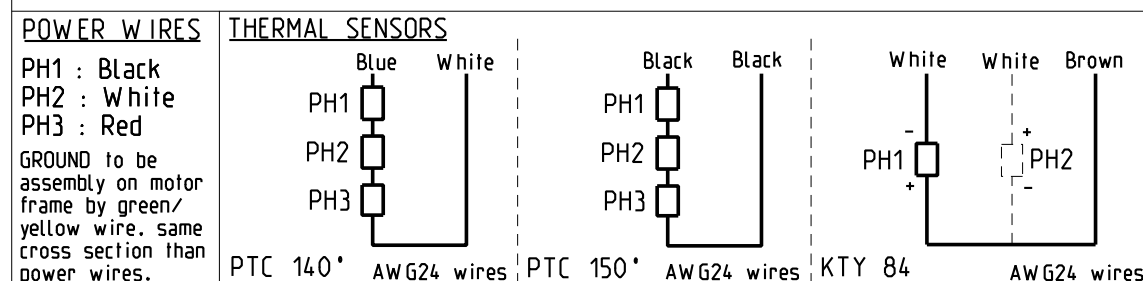 POWER WIRES
PH1 : Black
PH2 : White
PH3 : Red
GROUND to be
assembly on motor
frame by green/
yellow wire. same
cross section than
power wires.
THERMAL SENSORS
Blue White
PH1
PH2
PH3
PTC 140° AWG24 wires
Black Black
PH1
PH2
PH3
PTC 150° AWG24 wires
White White Brown
- +
PH1 PH2
+ -
KTY 84 AWG24 wires